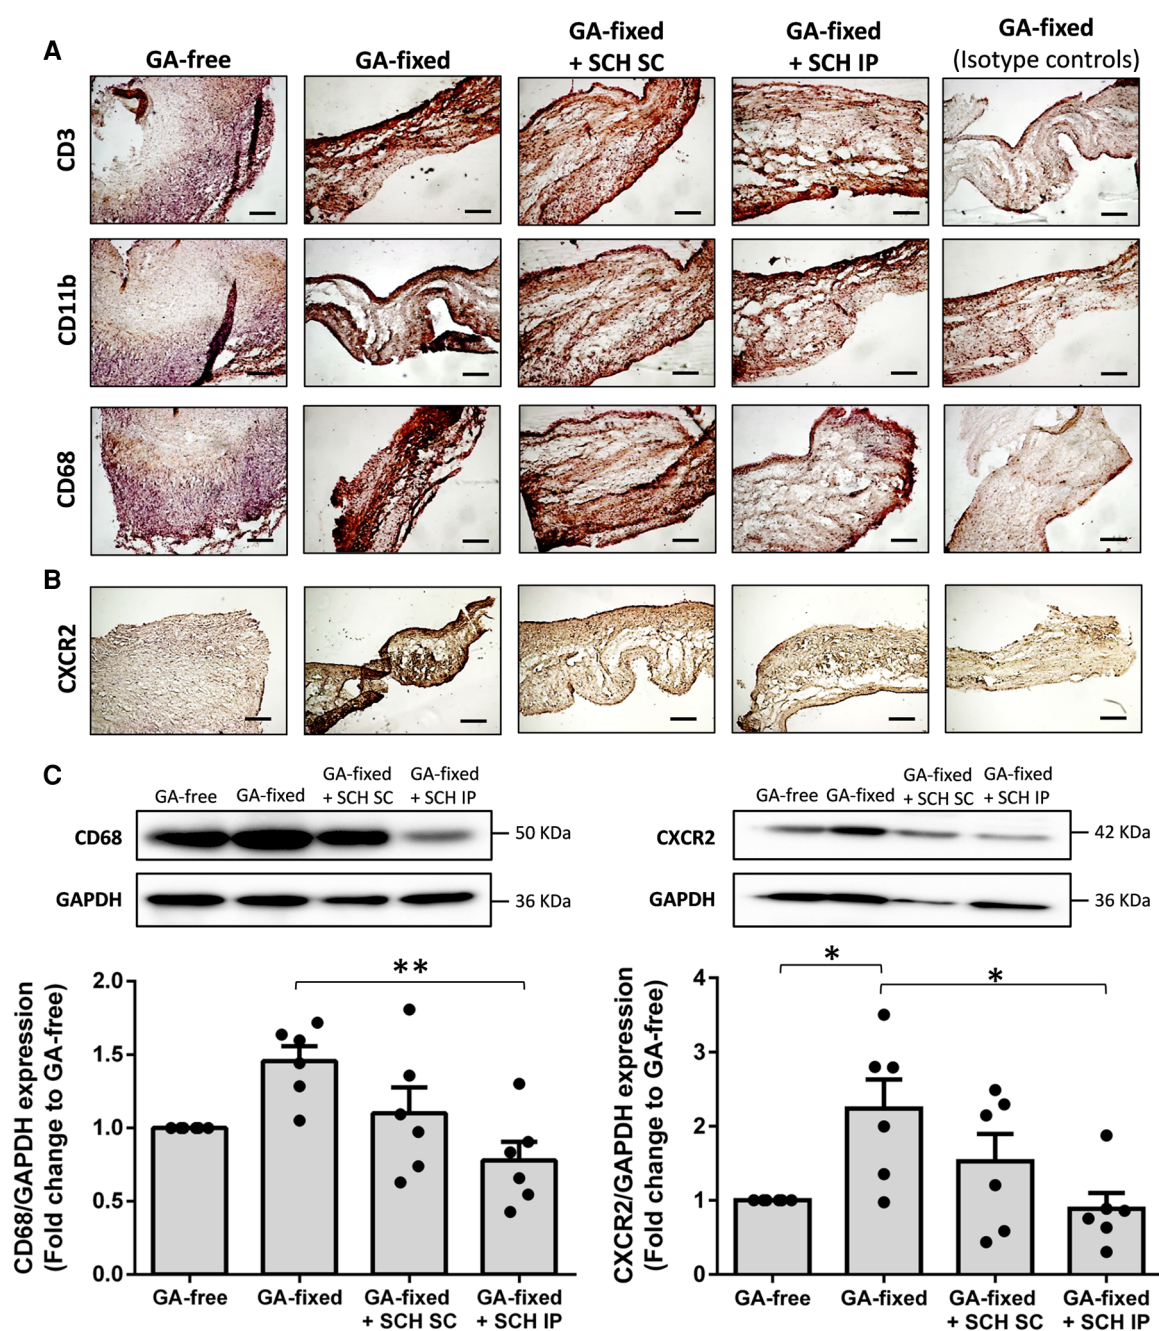 A
GA-free
GA-fixed
GA-fixed
+ SCH SC
GA-fixed
+ SCH IP
GA-fixed
(Isotype controls)
CD3
CD11b
CD68
B
CXCR2
C
GA-free
GA-fixed
GA-fixed
+ SCH SC
GA-fixed
+ SCH IP
CD68
50 KDa
GAPDH
36 KDa
GA-free
GA-fixed
GA-fixed
+ SCH SC
GA-fixed
+ SCH IP
CXCR2
42 KDa
GAPDH
36 KDa
CD68/GAPDH expression
(Fold change to GA-free)
2.0
1.5
1.0
0.5
0.0
**
GA-free
GA-fixed
GA-fixed
+ SCH SC
GA-fixed
+ SCH IP
CXCR2/GAPDH expression
(Fold change to GA-free)
4
3
2
1
0
*
*
GA-free
GA-fixed
GA-fixed
+ SCH SC
GA-fixed
+ SCH IP